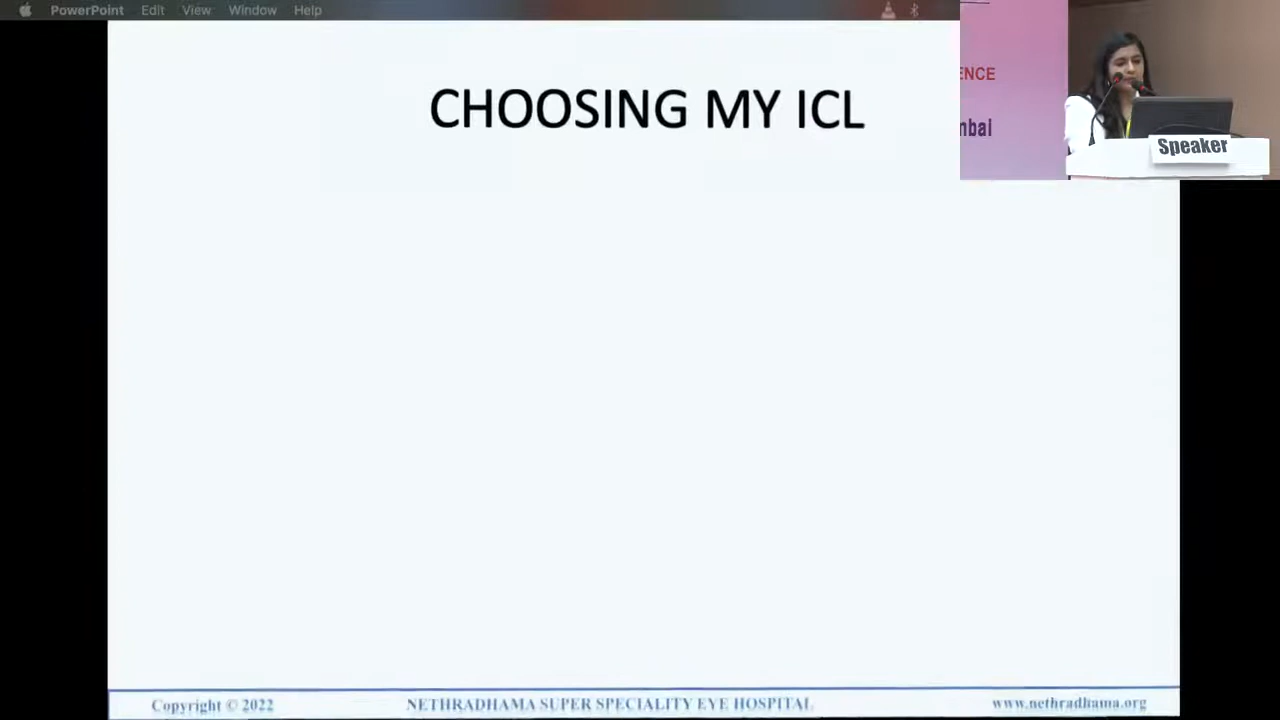 PowerPoint Edit View Window Help
CHOOSING MY ICL
ENCE
nbai
Speaker
Copyright © 2022 NETHRADHAMA SUPER SPECIALITY EYE HOSPITAL www.nethradhama.org